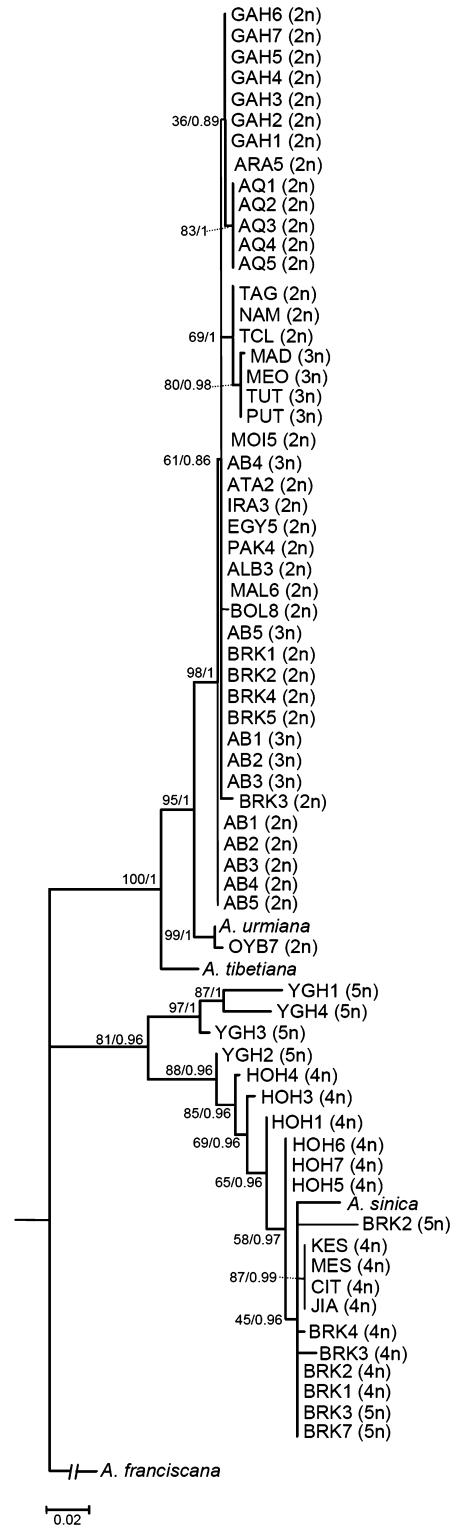 GAH6 (2n)
GAH7 (2n)
GAH5 (2n)
GAH4 (2n)
GAH3 (2n)
36/0.89 GAH2 (2n)
GAH1 (2n)
ARA5 (2n)
AQ1 (2n)
AQ2 (2n)
83/1 AQ3 (2n)
AQ4 (2n)
AQ5 (2n)
TAG (2n)
NAM (2n)
69/1 TCL (2n)
MAD (3n)
80/0.98 MEO (3n)
TUT (3n)
PUT (3n)
MOI5 (2n)
61/0.86 AB4 (3n)
ATA2 (2n)
IRA3 (2n)
EGY5 (2n)
PAK4 (2n)
ALB3 (2n)
MAL6 (2n)
BOL8 (2n)
AB5 (3n)
BRK1 (2n)
98/1 BRK2 (2n)
BRK4 (2n)
BRK5 (2n)
AB1 (3n)
AB2 (3n)
AB3 (3n)
95/1 BRK3 (2n)
AB1 (2n)
AB2 (2n)
AB3 (2n)
100/1 AB4 (2n)
AB5 (2n)
A. urmiana
99/1 OYB7 (2n)
A. tibetiana
87/1 YGH1 (5n)
97/1 YGH4 (5n)
81/0.96 YGH3 (5n)
YGH2 (5n)
88/0.96 HOH4 (4n)
HOH3 (4n)
85/0.96 HOH1 (4n)
69/0.96 HOH6 (4n)
HOH7 (4n)
65/0.96 HOH5 (4n)
A. sinica
BRK2 (5n)
58/0.97 KES (4n)
MES (4n)
87/0.99 CIT (4n)
JIA (4n)
45/0.96 BRK4 (4n)
BRK3 (4n)
BRK2 (4n)
BRK1 (4n)
BRK3 (5n)
BRK7 (5n)
A. franciscana
0.02